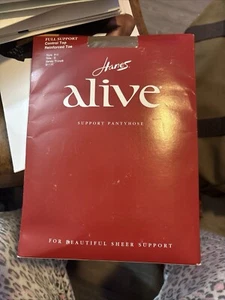 FULL SUPPORT
Control Top
Reinforced Toe
Hanes
alive
SUPPORT PANTYHOSE
FOR BEAUTIFUL SHEER SUPPORT